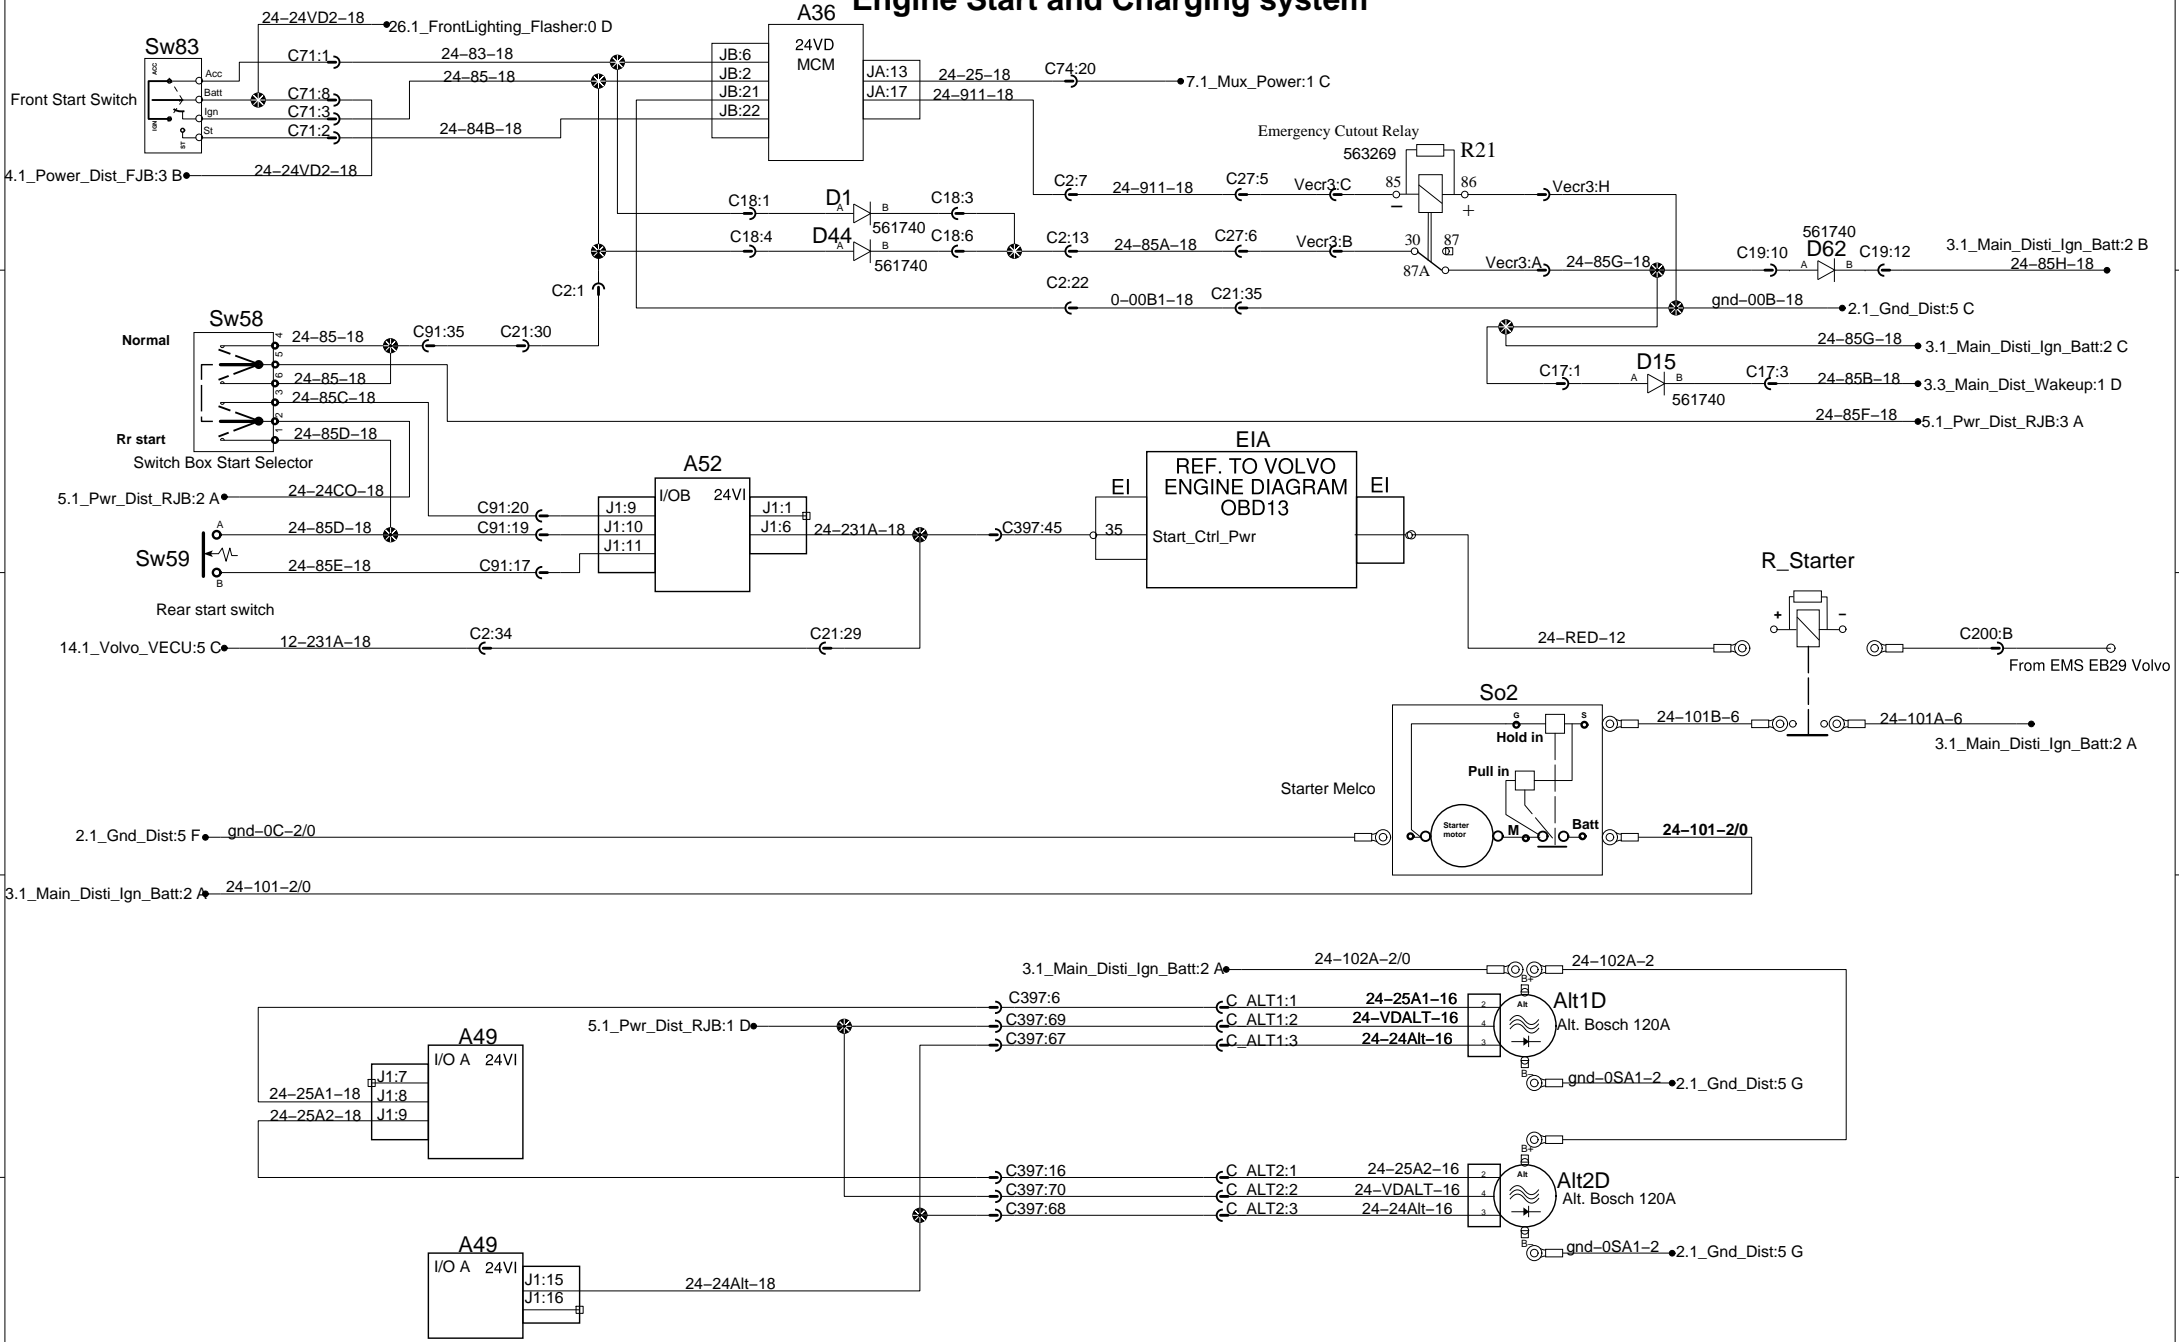 Engine Start and Charging system
24-24VD2-18
26.1_FrontLighting_Flasher:0 D
A36
24VD
MCM
Sw83
Front Start Switch
ACC
IGN
ST
Acc
Batt
Ign
St
C71:1
C71:8
C71:3
C71:2
24-83-18
24-85-18
24-84B-18
JB:6
JB:2
JB:21
JB:22
JA:13
JA:17
24-25-18
24-911-18
C74:20
7.1_Mux_Power:1 C
4.1_Power_Dist_FJB:3 B
24-24VD2-18
Emergency Cutout Relay
563269
R21
C2:7
24-911-18
C27:5
Vecr3:C
85
86
−
+
Vecr3:H
C18:1
D1
A
B
561740
C18:3
C18:4
D44
A
B
561740
C18:6
C2:13
24-85A-18
C27:6
Vecr3:B
30
87
87A
Vecr3:A
24-85G-18
C19:10
561740
D62
A
B
C19:12
3.1_Main_Disti_Ign_Batt:2 B
24-85H-18
C2:1
C2:22
0-00B1-18
C21:35
gnd-00B-18
2.1_Gnd_Dist:5 C
Sw58
Normal
Rr start
4
5
6
3
2
1
24-85-18
C91:35
C21:30
24-85-18
24-85C-18
24-85D-18
Switch Box Start Selector
24-85G-18
3.1_Main_Disti_Ign_Batt:2 C
C17:1
D15
A
B
561740
C17:3
24-85B-18
3.3_Main_Dist_Wakeup:1 D
24-85F-18
5.1_Pwr_Dist_RJB:3 A
5.1_Pwr_Dist_RJB:2 A
24-24CO-18
A
B
Sw59
Rear start switch
24-85D-18
24-85E-18
C91:20
C91:19
C91:17
A52
I/OB
24VI
J1:9
J1:10
J1:11
J1:1
J1:6
24-231A-18
C397:45
EIA
REF. TO VOLVO
ENGINE DIAGRAM
OBD13
EI
EI
35
Start_Ctrl_Pwr
14.1_Volvo_VECU:5 C
12-231A-18
C2:34
C21:29
R_Starter
+
−
24-RED-12
C200:B
From EMS EB29 Volvo
So2
G
S
Hold in
Pull in
Starter
motor
M
Batt
Starter Melco
24-101B-6
24-101A-6
3.1_Main_Disti_Ign_Batt:2 A
2.1_Gnd_Dist:5 F
gnd-0C-2/0
24-101-2/0
3.1_Main_Disti_Ign_Batt:2 A
24-101-2/0
3.1_Main_Disti_Ign_Batt:2 A
24-102A-2/0
24-102A-2
C397:6
C_ALT1:1
24-25A1-16
5.1_Pwr_Dist_RJB:1 D
C397:69
C_ALT1:2
24-VDALT-16
C397:67
C_ALT1:3
24-24Alt-16
2
4
3
B+
Alt
B-
Alt1D
Alt. Bosch 120A
gnd-0SA1-2
2.1_Gnd_Dist:5 G
A49
I/O A
24VI
J1:7
J1:8
J1:9
24-25A1-18
24-25A2-18
C397:16
C_ALT2:1
24-25A2-16
C397:70
C_ALT2:2
24-VDALT-16
C397:68
C_ALT2:3
24-24Alt-16
2
4
3
B+
Alt
B-
Alt2D
Alt. Bosch 120A
gnd-0SA1-2
2.1_Gnd_Dist:5 G
A49
I/O A
24VI
J1:15
J1:16
24-24Alt-18